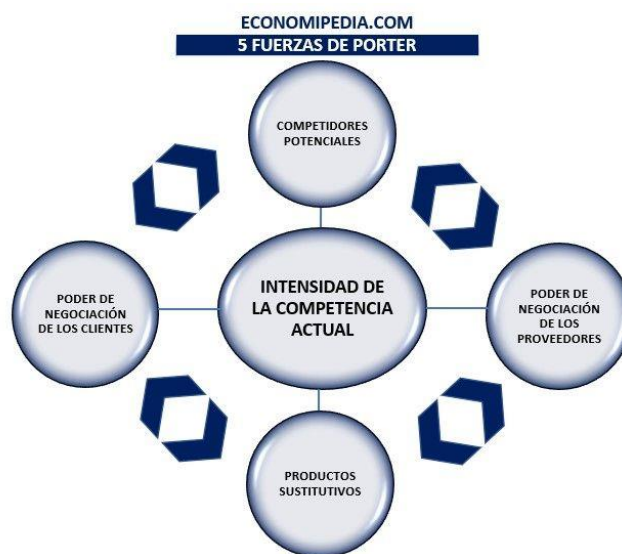 ECONOMIPEDIA.COM
5 FUERZAS DE PORTER
COMPETIDORES
POTENCIALES
PODER DE
NEGOCIACIÓN
DE LOS CLIENTES
INTENSIDAD DE
LA COMPETENCIA
ACTUAL
PODER DE
NEGOCIACIÓN
DE LOS
PROVEEDORES
PRODUCTOS
SUSTITUTIVOS